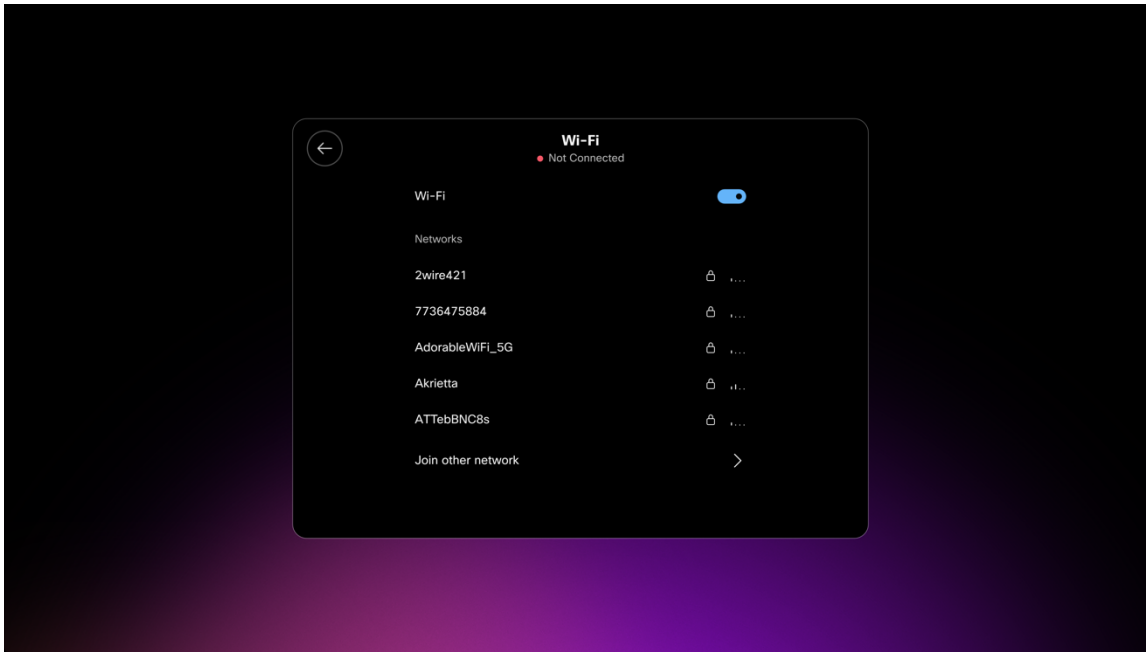 Wi-Fi
Not Connected
Wi-Fi
Networks
2wire421
7736475884
AdorableWiFi_5G
Akrietta
ATTebBNC8s
Join other network